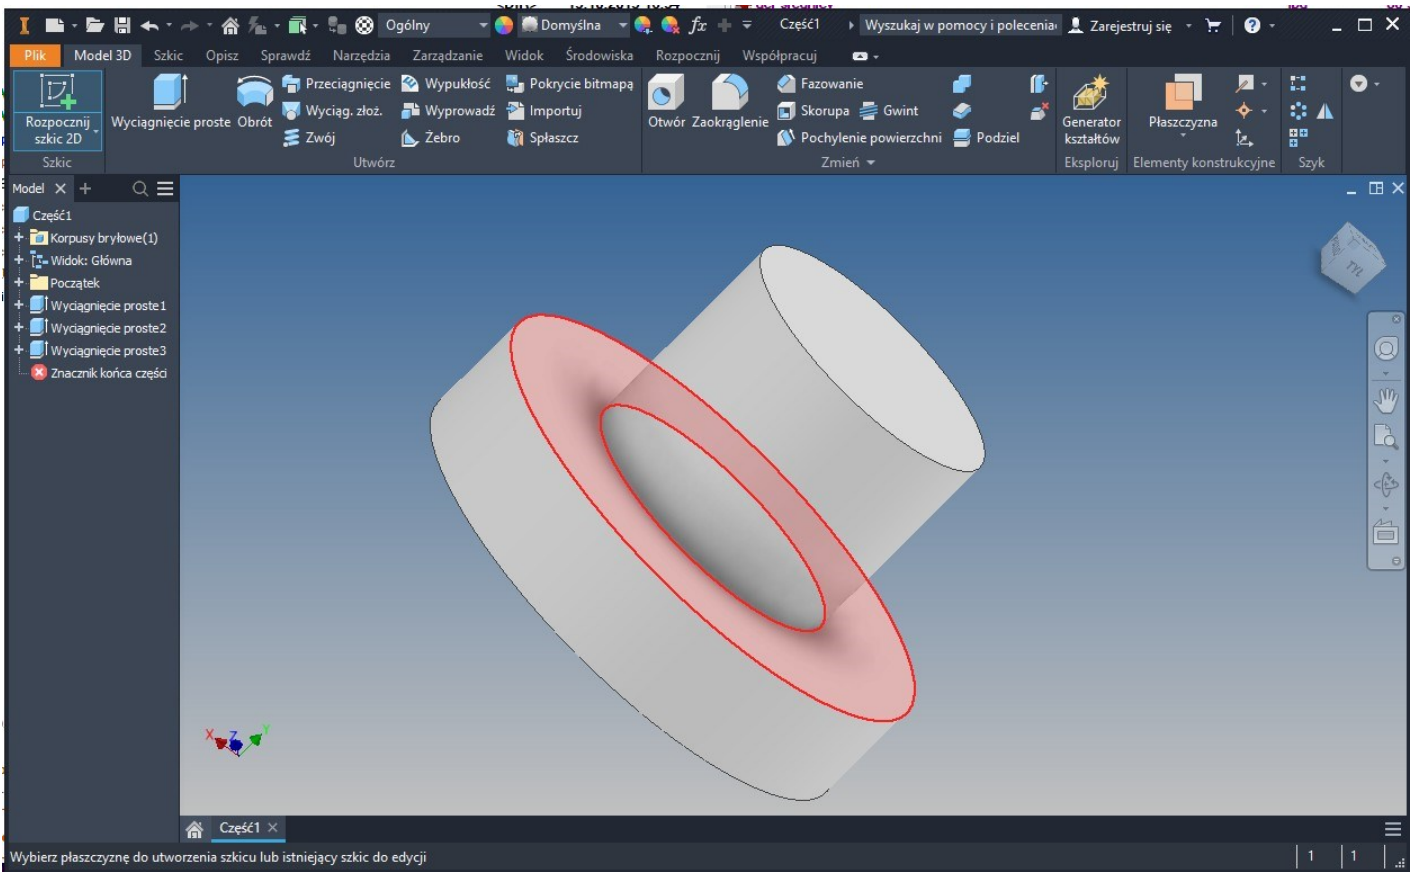 Ogólny
Domyślna
fx
Część1
Wyszukaj w pomocy i polecenia
Zarejestruj się
Plik
Model 3D
Szkic
Opisz
Sprawdź
Narzędzia
Zarządzanie
Widok
Środowiska
Rozpocznij
Współpracuj
Rozpocznij
szkic 2D
Szkic
Wyciągnięcie proste
Obrót
Przeciągnięcie
Wyciąg. złoż.
Zwój
Wypukłość
Wyprowadź
Żebro
Pokrycie bitmapą
Importuj
Spłaszcz
Utwórz
Otwór
Zaokrąglenie
Fazowanie
Skorupa
Gwint
Pochylenie powierzchni
Podziel
Zmień
Generator
kształtów
Eksploruj
Płaszczyzna
Elementy konstrukcyjne
Szyk
Model
Część1
Korpusy bryłowe(1)
Widok: Główna
Początek
Wyciągnięcie proste1
Wyciągnięcie proste2
Wyciągnięcie proste3
Znacznik końca części
TYŁ
X
Z
Y
Część1
Wybierz płaszczyznę do utworzenia szkicu lub istniejący szkic do edycji
1
1